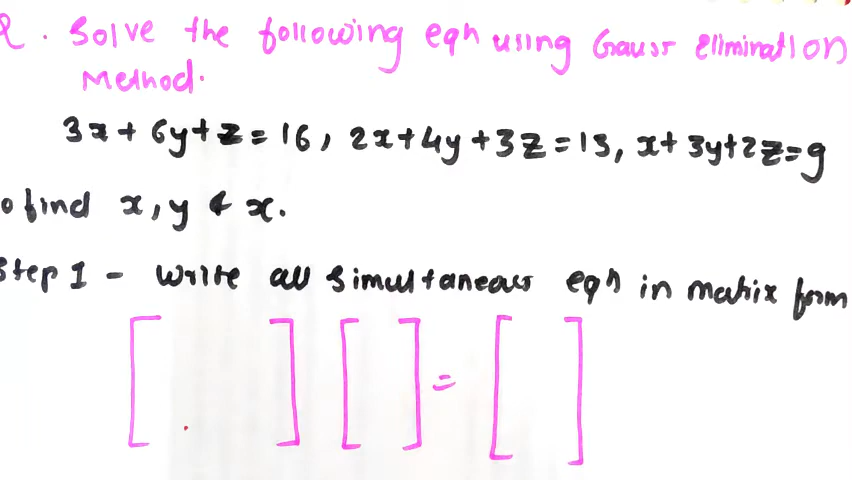 . Solve the following eqn using Gauss Elimination
Method.
3x + 6y + z = 16, 2x + 4y + 3z = 13, x + 3y + 2z = 9
o find x, y & x.
Step 1 - write all simultaneous eqn in matrix form
[ ] [ ] = [ ]